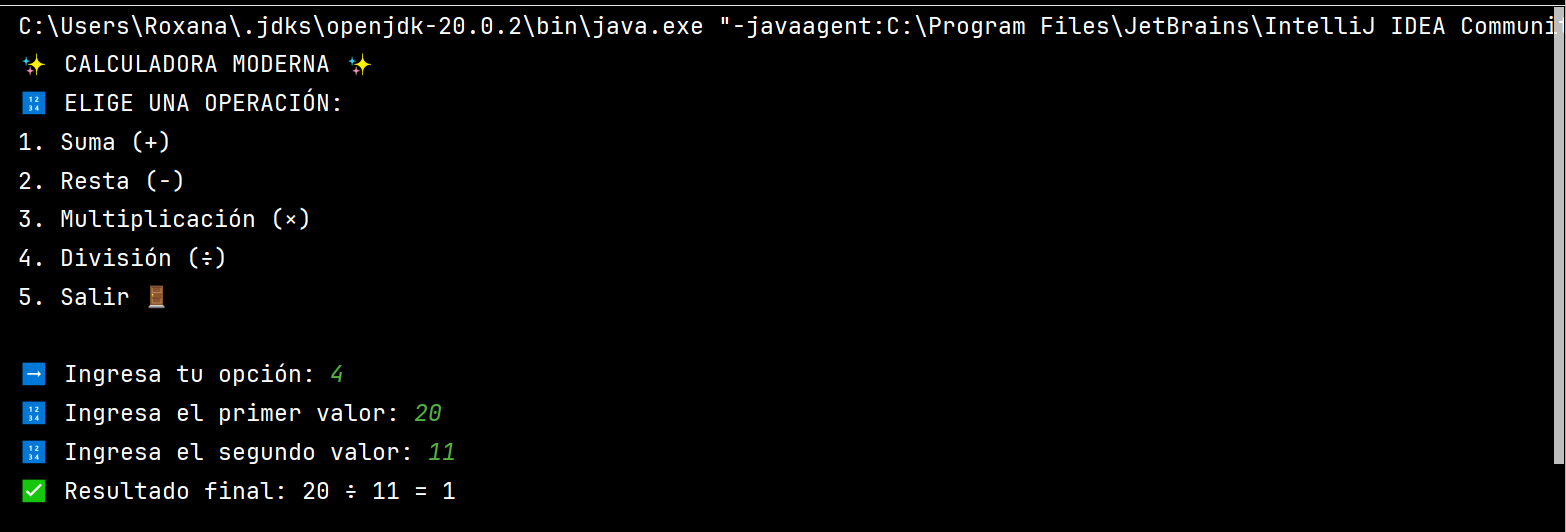 C:\Users\Roxana\.jdks\openjdk-20.0.2\bin\java.exe "-javaagent:C:\Program Files\JetBrains\IntelliJ IDEA Communi
✨ CALCULADORA MODERNA ✨
🔢 ELIGE UNA OPERACIÓN:
1. Suma (+)
2. Resta (-)
3. Multiplicación (×)
4. División (÷)
5. Salir 🚪
➡ Ingresa tu opción: 4
🔢 Ingresa el primer valor: 20
🔢 Ingresa el segundo valor: 11
✅ Resultado final: 20 ÷ 11 = 1